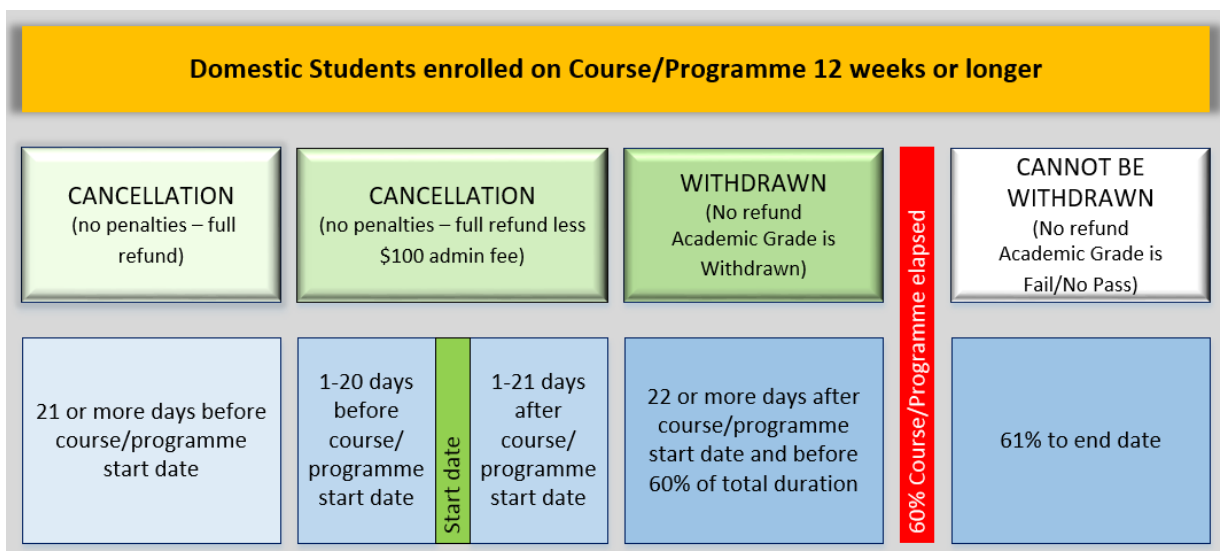 Domestic Students enrolled on Course/Programme 12 weeks or longer
CANCELLATION
(no penalties – full
refund)
CANCELLATION
(no penalties – full refund less
$100 admin fee)
WITHDRAWN
(No refund
Academic Grade is
Withdrawn)
60% Course/Programme elapsed
CANNOT BE
WITHDRAWN
(No refund
Academic Grade is
Fail/No Pass)
21 or more days before
course/programme
start date
1-20 days
before
course/
programme
start date
Start date
1-21 days
after
course/
programme
start date
22 or more days after
course/programme
start date and before
60% of total duration
61% to end date